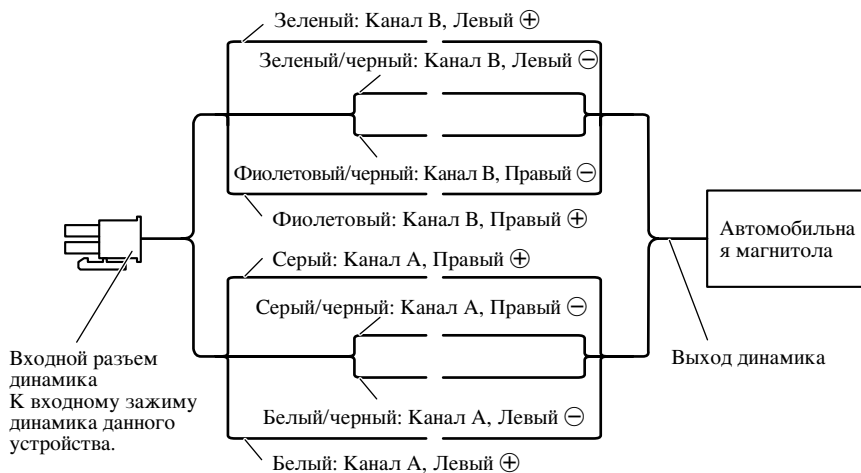 Зеленый: Канал B, Левый ⊕
Зеленый/черный: Канал B, Левый ⊖
Фиолетовый/черный: Канал B, Правый ⊖
Фиолетовый: Канал B, Правый ⊕
Автомобильна
я магнитола
Серый: Канал A, Правый ⊕
Серый/черный: Канал A, Правый ⊖
Входной разъем
динамика
К входному зажиму
динамика данного
устройства.
Выход динамика
Белый/черный: Канал A, Левый ⊖
Белый: Канал A, Левый ⊕